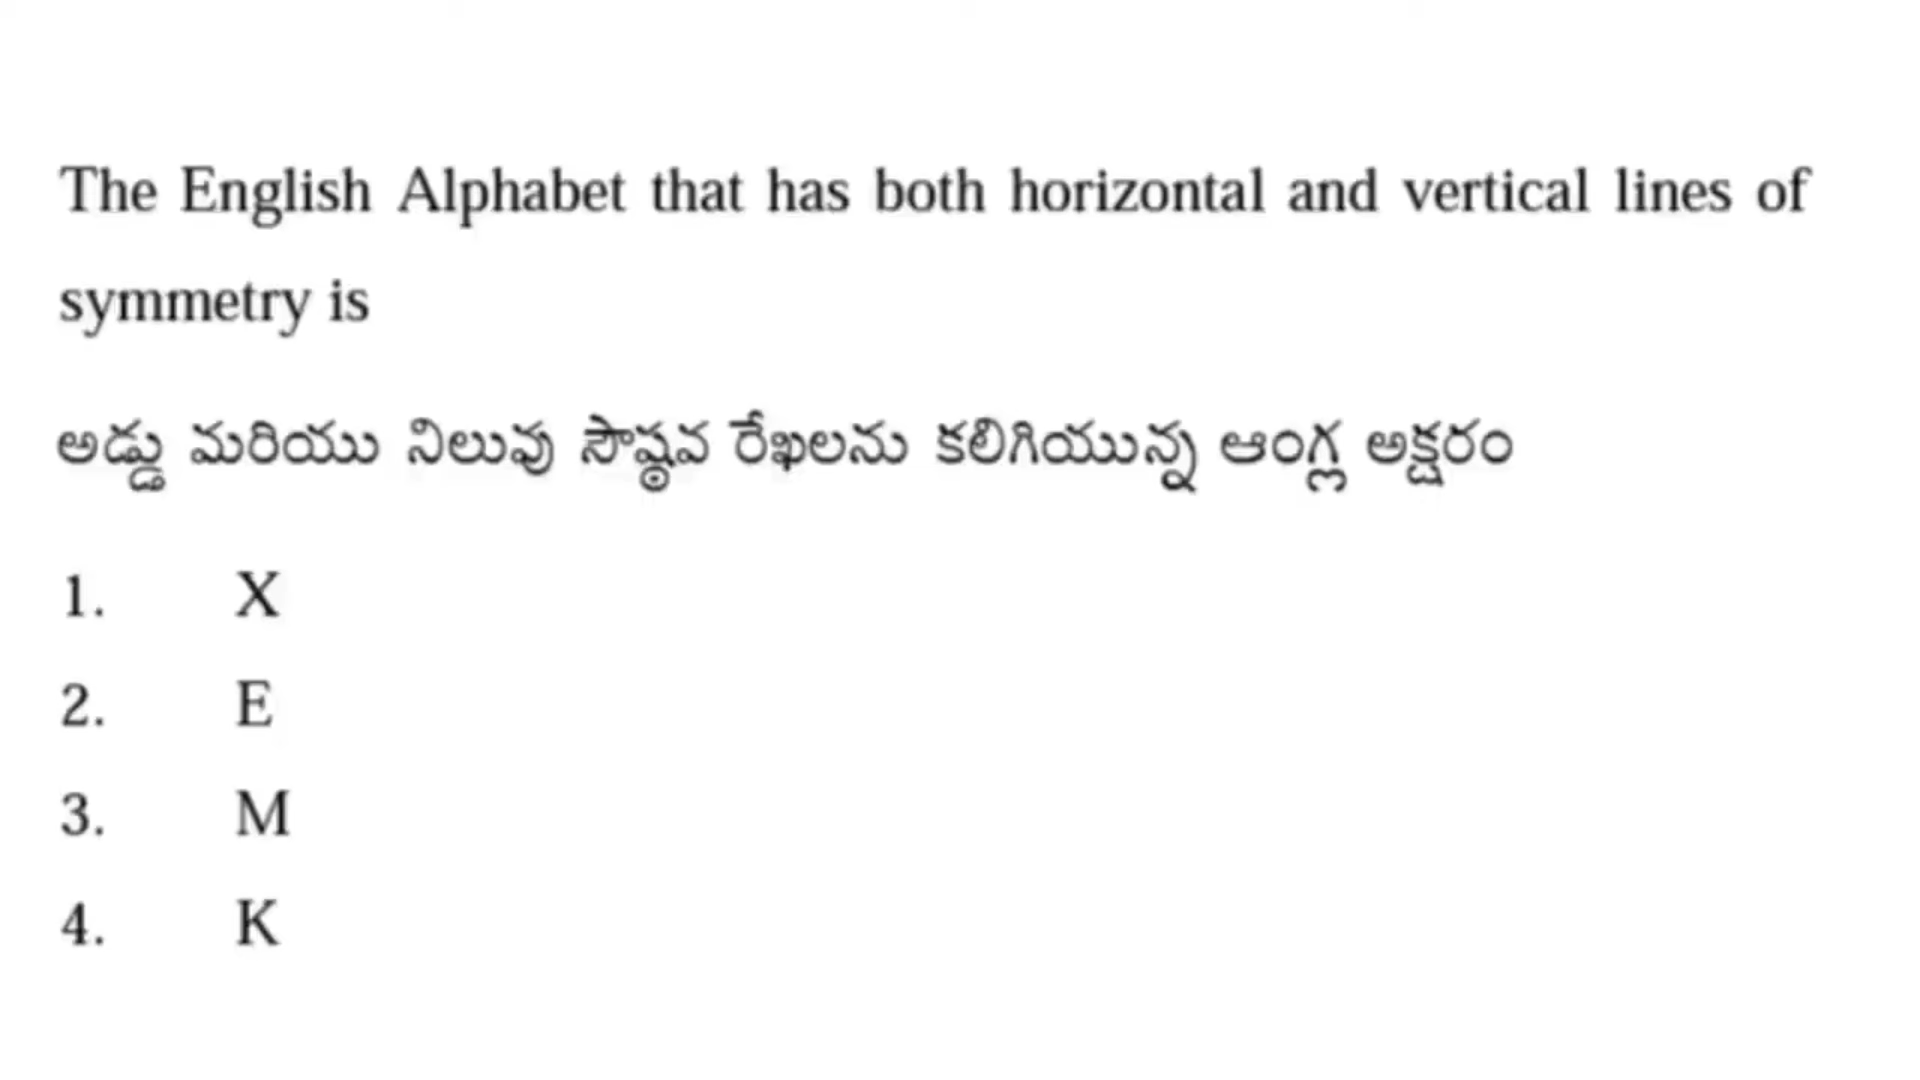 The English Alphabet that has both horizontal and vertical lines of
symmetry is
అడ్డు మరియు నిలువు సౌష్ఠవ రేఖలను కలిగియున్న ఆంగ్ల అక్షరం
1. X
2. E
3. M
4. K